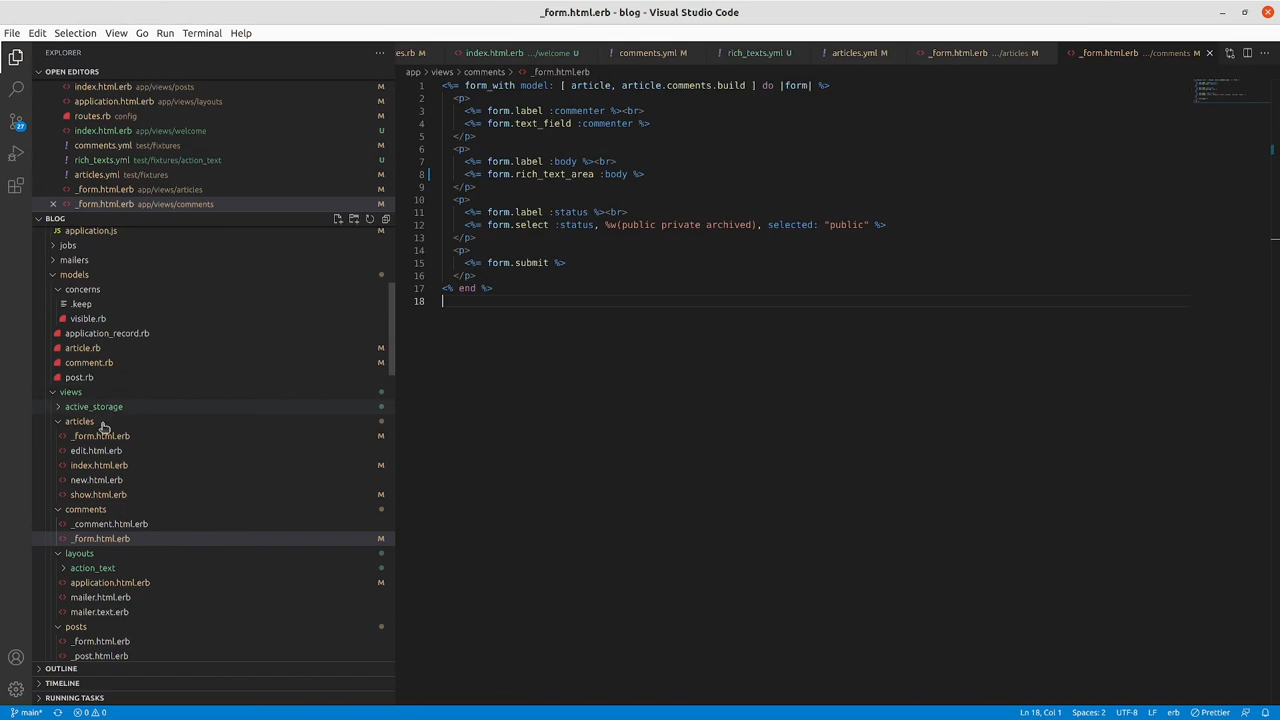 _form.html.erb - blog - Visual Studio Code
File Edit Selection View Go Run Terminal Help
EXPLORER
es.rb M
index.html.erb .../welcome U
comments.yml M
rich_texts.yml U
articles.yml M
_form.html.erb .../articles M
_form.html.erb .../comments M
OPEN EDITORS
app > views > comments > _form.html.erb
index.html.erb app/views/posts
application.html.erb app/views/layouts
routes.rb config M
index.html.erb app/views/welcome U
comments.yml test/fixtures M
rich_texts.yml test/fixtures/action_text U
articles.yml test/fixtures M
_form.html.erb app/views/articles M
_form.html.erb app/views/comments M
27
BLOG
application.js
jobs
mailers
models
concerns
.keep
visible.rb
application_record.rb
article.rb M
comment.rb M
post.rb
views
active_storage
articles
_form.html.erb M
edit.html.erb
index.html.erb M
new.html.erb
show.html.erb M
comments
_comment.html.erb
_form.html.erb M
layouts
action_text
application.html.erb M
mailer.html.erb
mailer.text.erb
posts
_form.html.erb
_post.html.erb
OUTLINE
TIMELINE
RUNNING TASKS
1 <%= form_with model: [ article, article.comments.build ] do |form| %>
2 <p>
3 <%= form.label :commenter %><br>
4 <%= form.text_field :commenter %>
5 </p>
6 <p>
7 <%= form.label :body %><br>
8 <%= form.rich_text_area :body %>
9 </p>
10 <p>
11 <%= form.label :status %><br>
12 <%= form.select :status, %w(public private archived), selected: "public" %>
13 </p>
14 <p>
15 <%= form.submit %>
16 </p>
17 <% end %>
18
main* 0 0 Ln 18, Col 1 Spaces: 2 UTF-8 LF erb Prettier